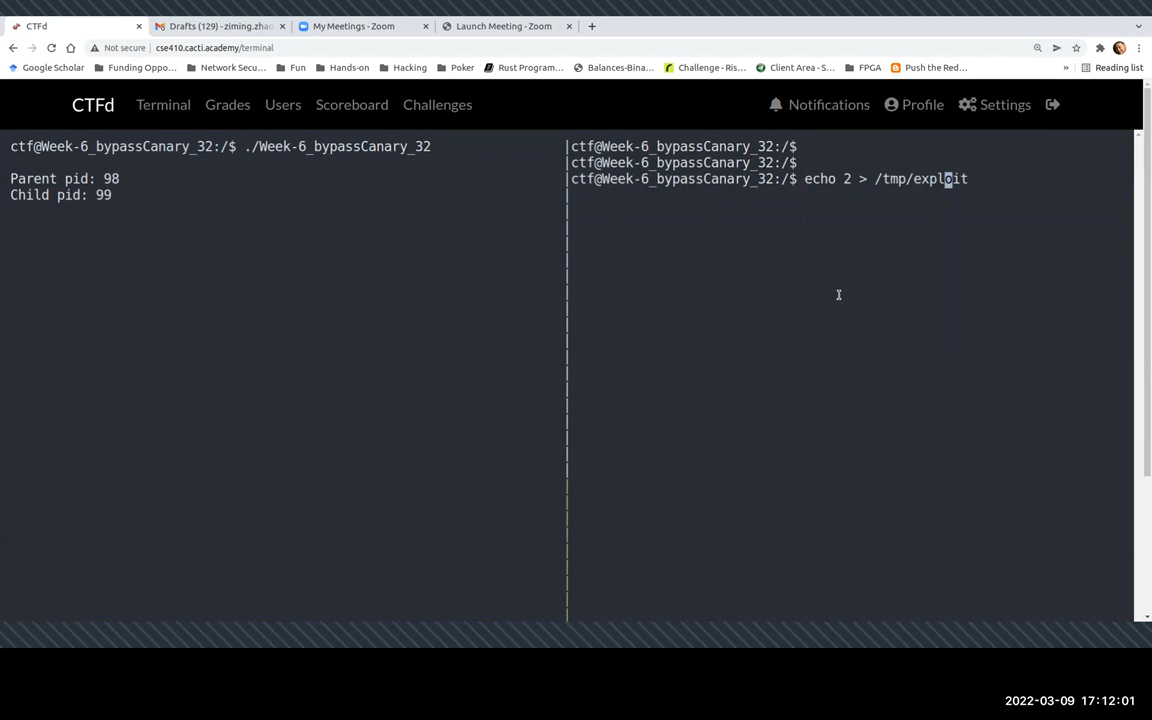 CTFd
Drafts (129) - ziming.zhao
My Meetings - Zoom
Launch Meeting - Zoom
Not secure
cse410.cacti.academy/terminal
Google Scholar
Funding Oppo...
Network Secu...
Fun
Hands-on
Hacking
Poker
Rust Program...
Balances-Bina...
Challenge - Ris...
Client Area - S...
FPGA
Push the Red...
»
Reading list
CTFd
Terminal
Grades
Users
Scoreboard
Challenges
Notifications
Profile
Settings
ctf@Week-6_bypassCanary_32:/$ ./Week-6_bypassCanary_32
Parent pid: 98
Child pid: 99
ctf@Week-6_bypassCanary_32:/$
ctf@Week-6_bypassCanary_32:/$
ctf@Week-6_bypassCanary_32:/$ echo 2 > /tmp/exploit
2022-03-09 17:12:01